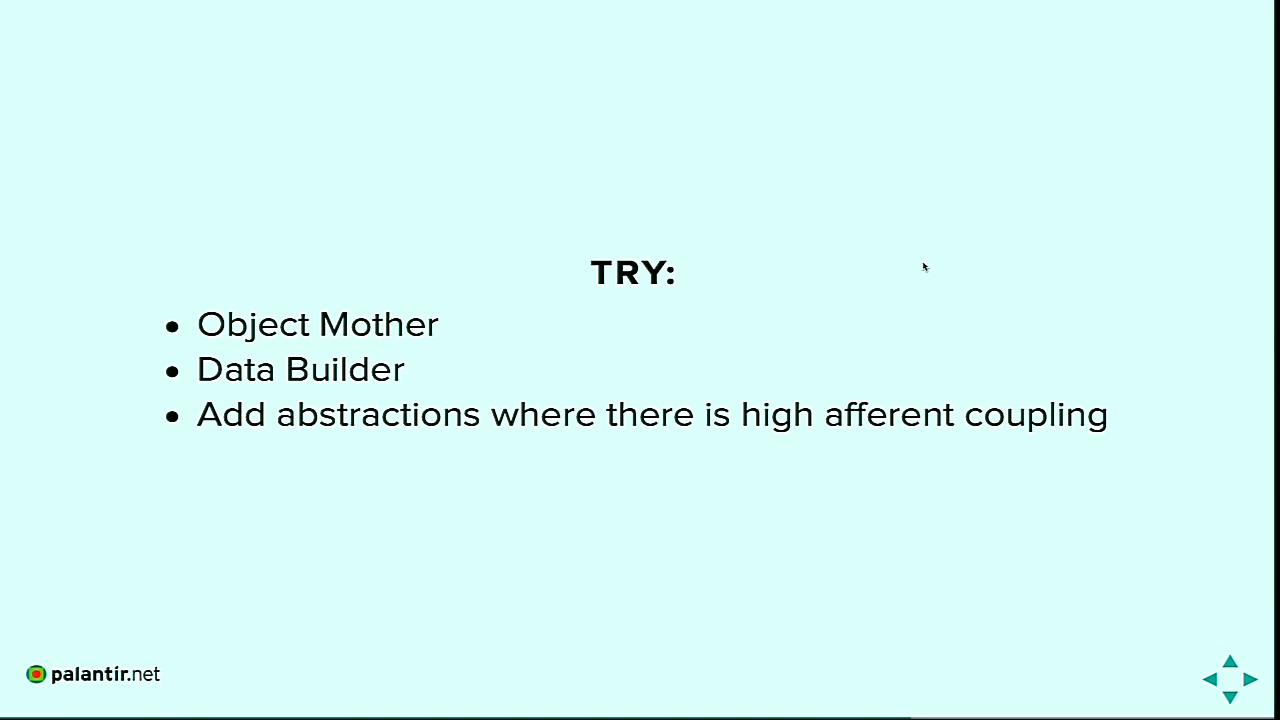 TRY:
• Object Mother
• Data Builder
• Add abstractions where there is high afferent coupling
palantir.net